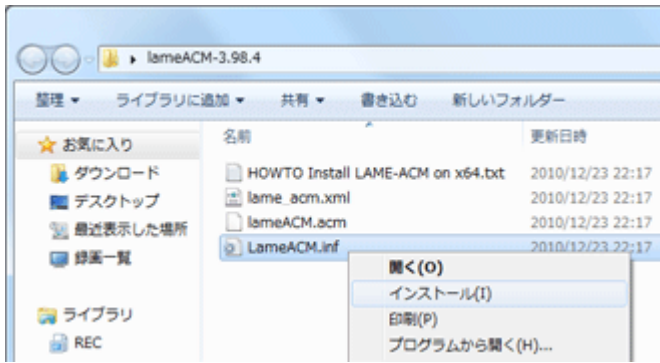 lameACM-3.98.4
整理 ライブラリに追加 共有 書き込む 新しいフォルダー
お気に入り
ダウンロード
デスクトップ
最近表示した場所
録画一覧
ライブラリ
REC
名前 更新日時
HOWTO Install LAME-ACM on x64.txt 2010/12/23 22:17
lame_acm.xml 2010/12/23 22:17
lameACM.acm 2010/12/23 22:17
LameACM.inf 2010/12/23 22:17
開く(O)
インストール(I)
印刷(P)
プログラムから開く(H)...